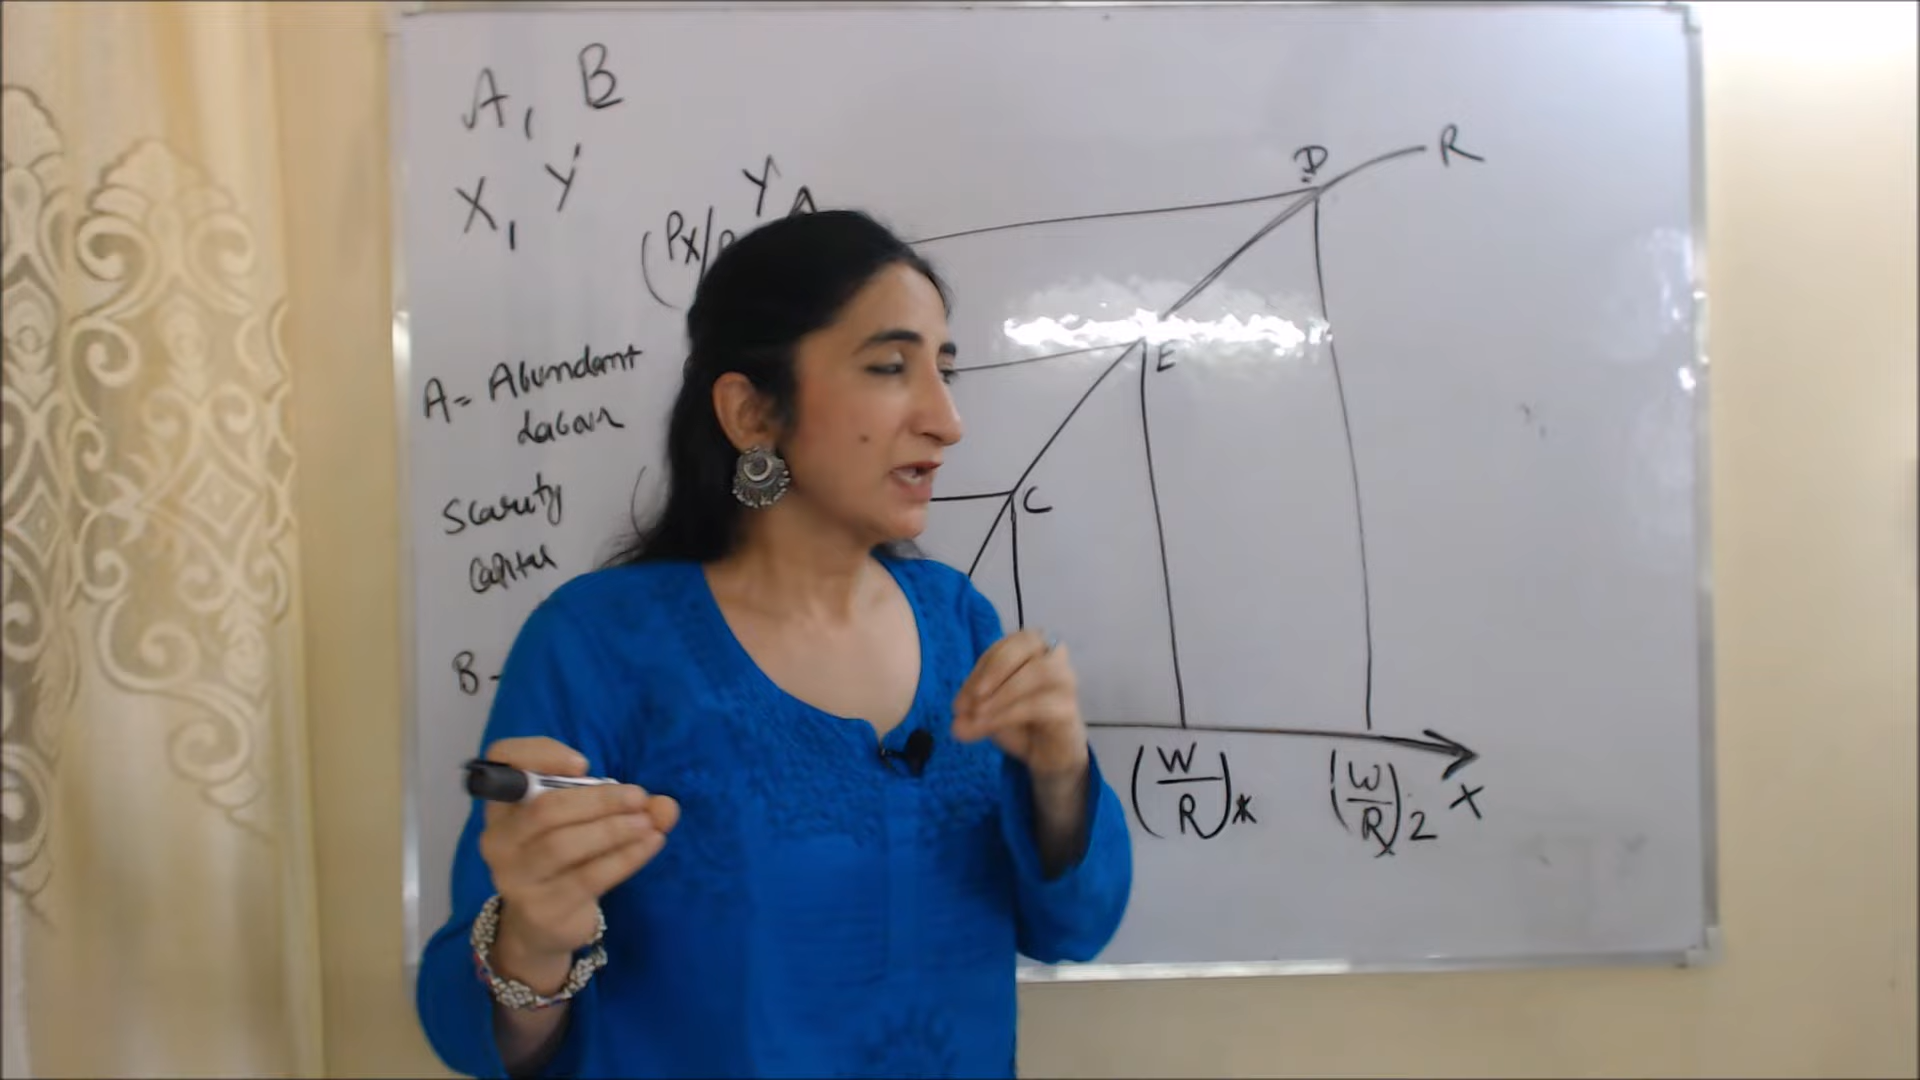 A, B
X, Y
Y
(Px/
D
R
E
C
A = Abundant
Labour
Scarcity
Capital
B -
(W/R)*
(W/R)2
X